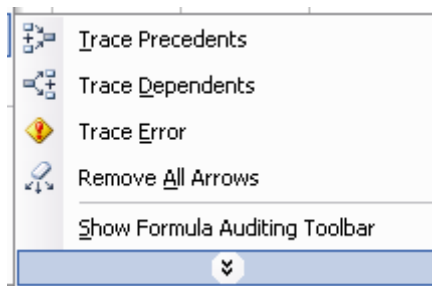 Trace Precedents
Trace Dependents
Trace Error
Remove All Arrows
Show Formula Auditing Toolbar